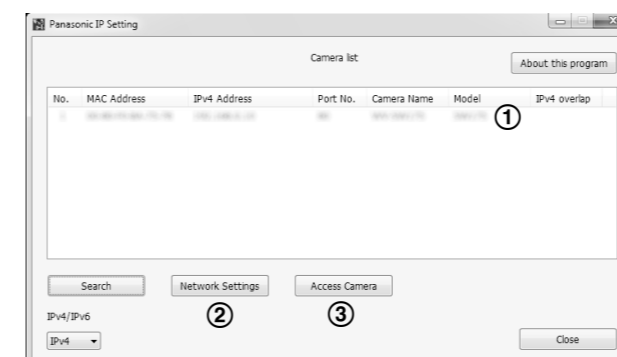 Panasonic IP Setting
Camera list
About this program
No. MAC Address IPv4 Address Port No. Camera Name Model IPv4 overlap
①
Search Network Settings Access Camera
② ③
IPv4/IPv6
IPv4 Close